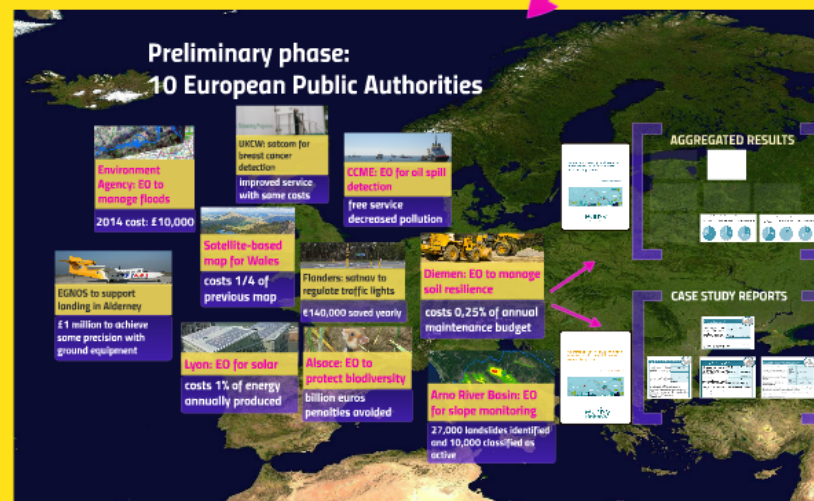 Preliminary phase:
10 European Public Authorities
Environment
Agency: EO to
manage floods
2014 cost: £10,000
UKCW: satcom for
breast cancer
detection
improved service
with same costs
CCME: EO for oil spill
detection
free service
decreased pollution
Satellite-based
map for Wales
costs 1/4 of
previous map
EGNOS to support
landing in Alderney
£1 million to achieve
same precision with
ground equipment
Flanders: satnav to
regulate traffic lights
€140,000 saved yearly
Diemen: EO to manage
soil resilience
costs 0,25% of annual
maintenance budget
Lyon: EO for solar
costs 1% of energy
annually produced
Alsace: EO to
protect biodiversity
billion euros
penalties avoided
Arno River Basin: EO
for slope monitoring
27,000 landslides identified
and 10,000 classified as
active
AGGREGATED RESULTS
CASE STUDY REPORTS